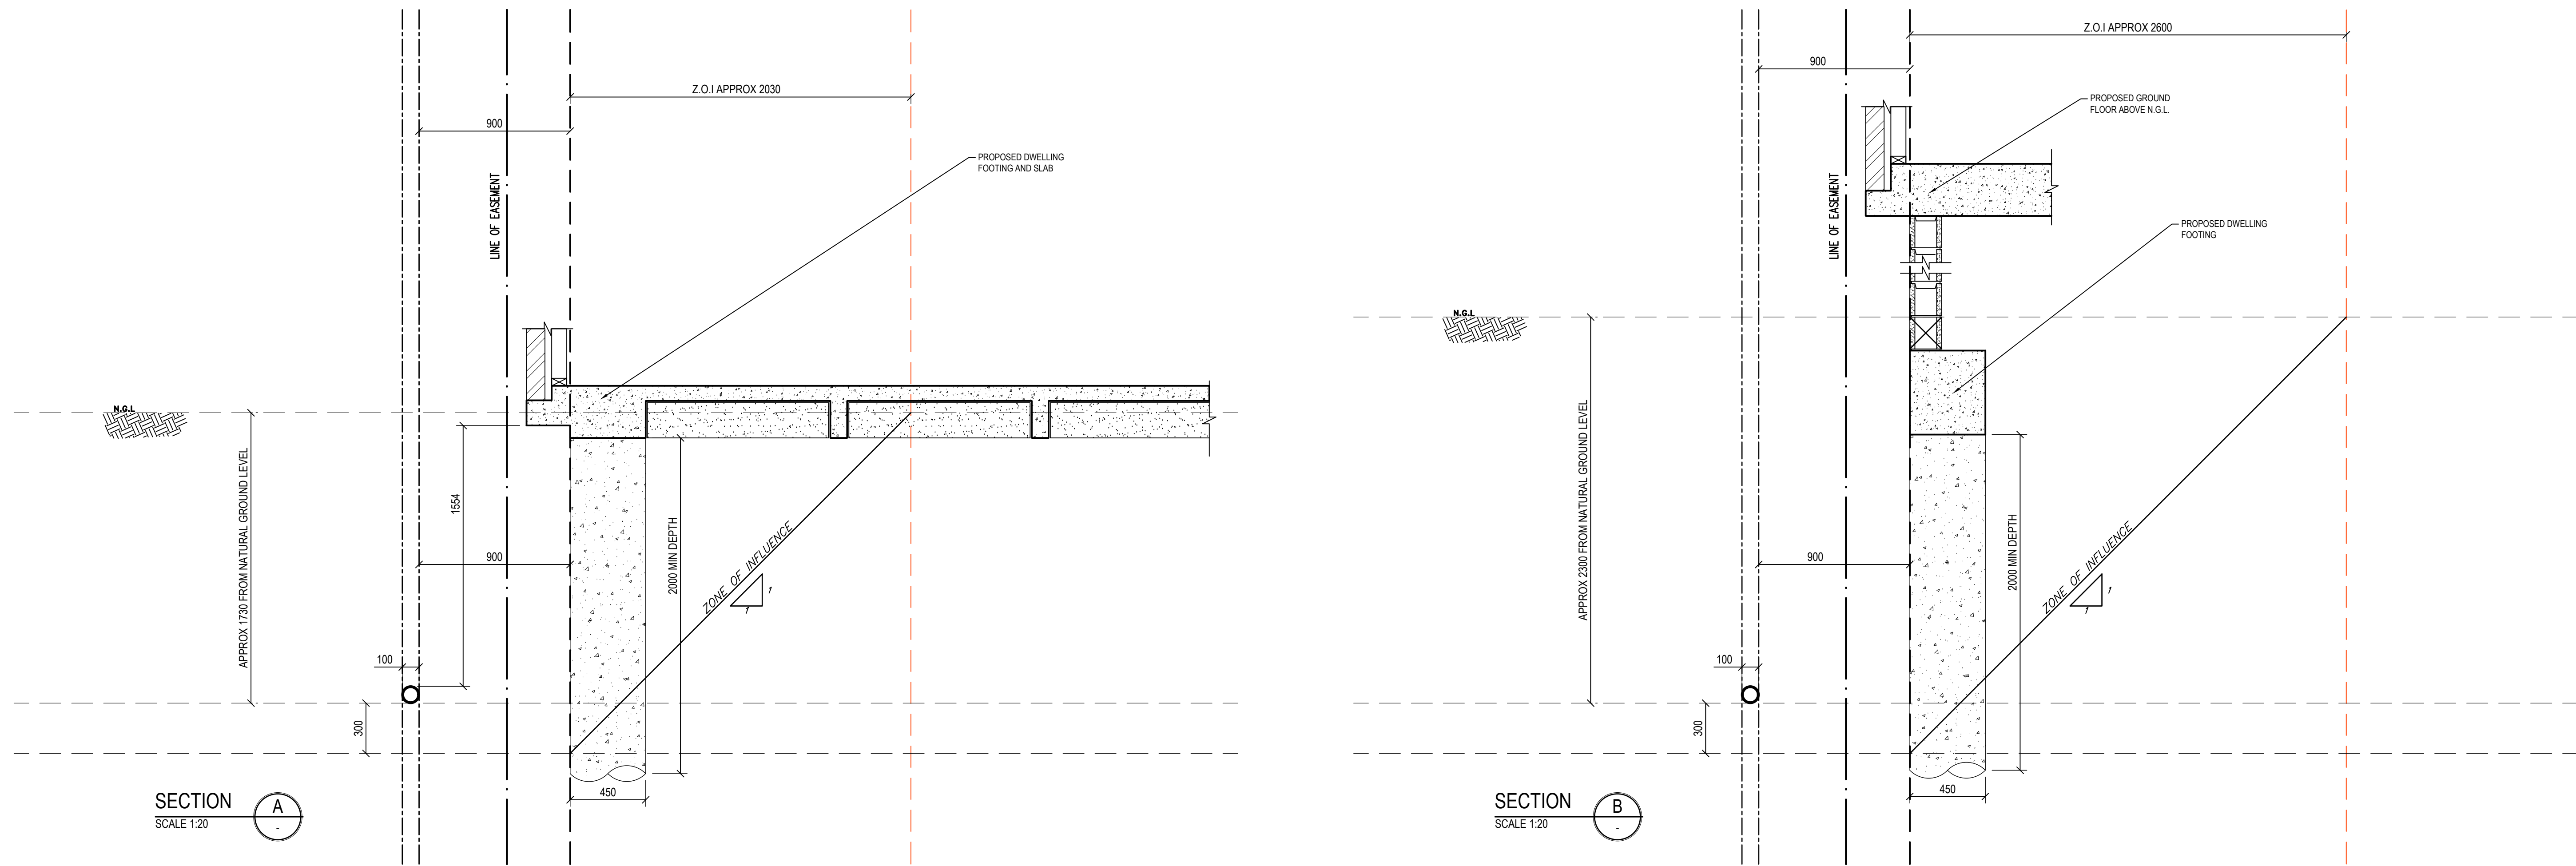 Z.O.I APPROX 2030
900
PROPOSED DWELLING
FOOTING AND SLAB
LINE OF EASEMENT
N.G.L
APPROX 1730 FROM NATURAL GROUND LEVEL
1554
900
2000 MIN DEPTH
ZONE OF INFLUENCE
1
1
100
300
450
SECTION
A
SCALE 1:20
-
Z.O.I APPROX 2600
900
PROPOSED GROUND
FLOOR ABOVE N.G.L.
LINE OF EASEMENT
PROPOSED DWELLING
FOOTING
N.G.L
APPROX 2300 FROM NATURAL GROUND LEVEL
900
2000 MIN DEPTH
ZONE OF INFLUENCE
1
1
100
300
450
SECTION
B
SCALE 1:20
-